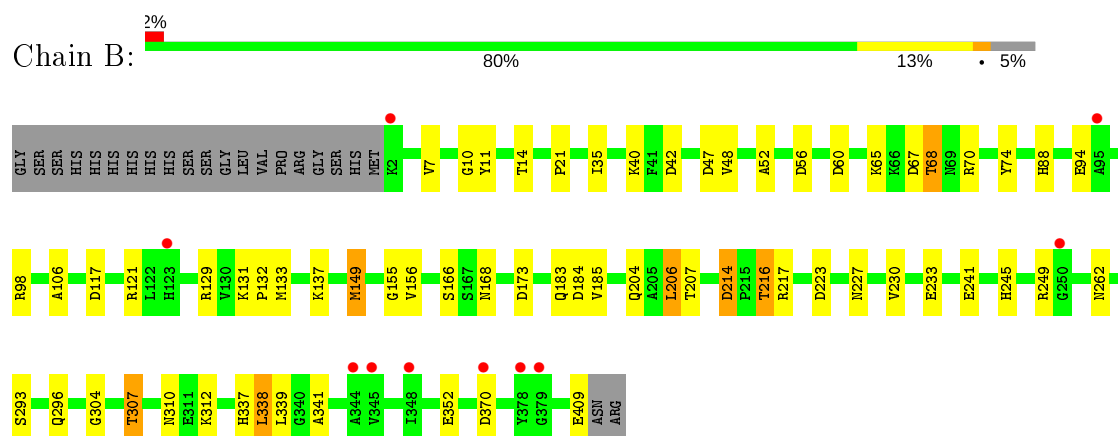 2%
Chain B:
80% 13% • 5%
GLY SER SER HIS HIS HIS HIS HIS HIS SER SER GLY LEU VAL PRO ARG GLY SER HIS MET K2 V7 G10 Y11 T14 P21 I35 K40 F41 D42 D47 V48 A52 D56 D60 K65 K66 D67 T68 N69 R70 Y74 H88 E94 A95
R98 A106 D117 R121 L122 H123 R129 V130 K131 P132 M133 K137 M149 G155 V156 S166 S167 N168 D173 Q183 D184 V185 Q204 A205 L206 T207 D214 P215 T216 R217 D223 N227 V230 E233 E241 H245 R249 G250 N262
S293 Q296 G304 T307 N310 E311 K312 H337 L338 L339 G340 A341 A344 V345 I348 E352 D370 Y378 G379 E409 ASN ARG